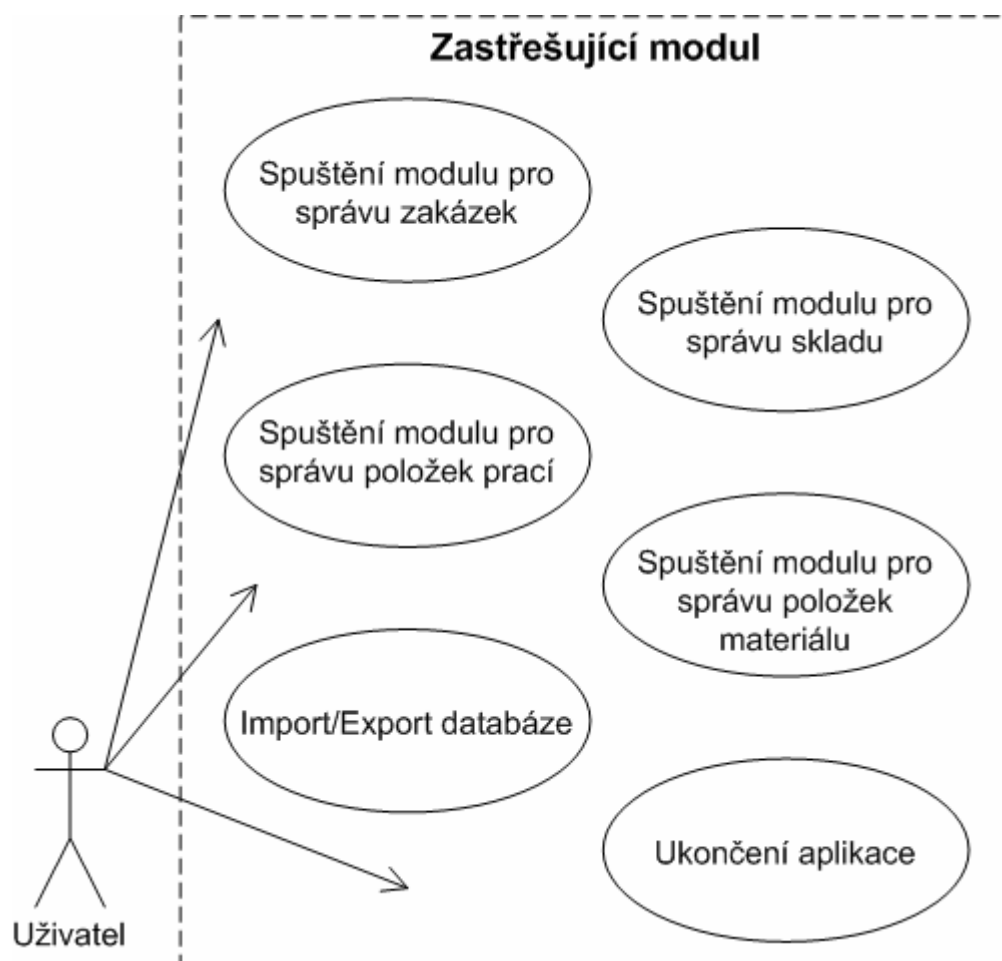 Zastřešující modul
Spuštění modulu pro
správu zakázek
Spuštění modulu pro
správu skladu
Spuštění modulu pro
správu položek prací
Spuštění modulu pro
správu položek
materiálu
Import/Export databáze
Ukončení aplikace
Uživatel